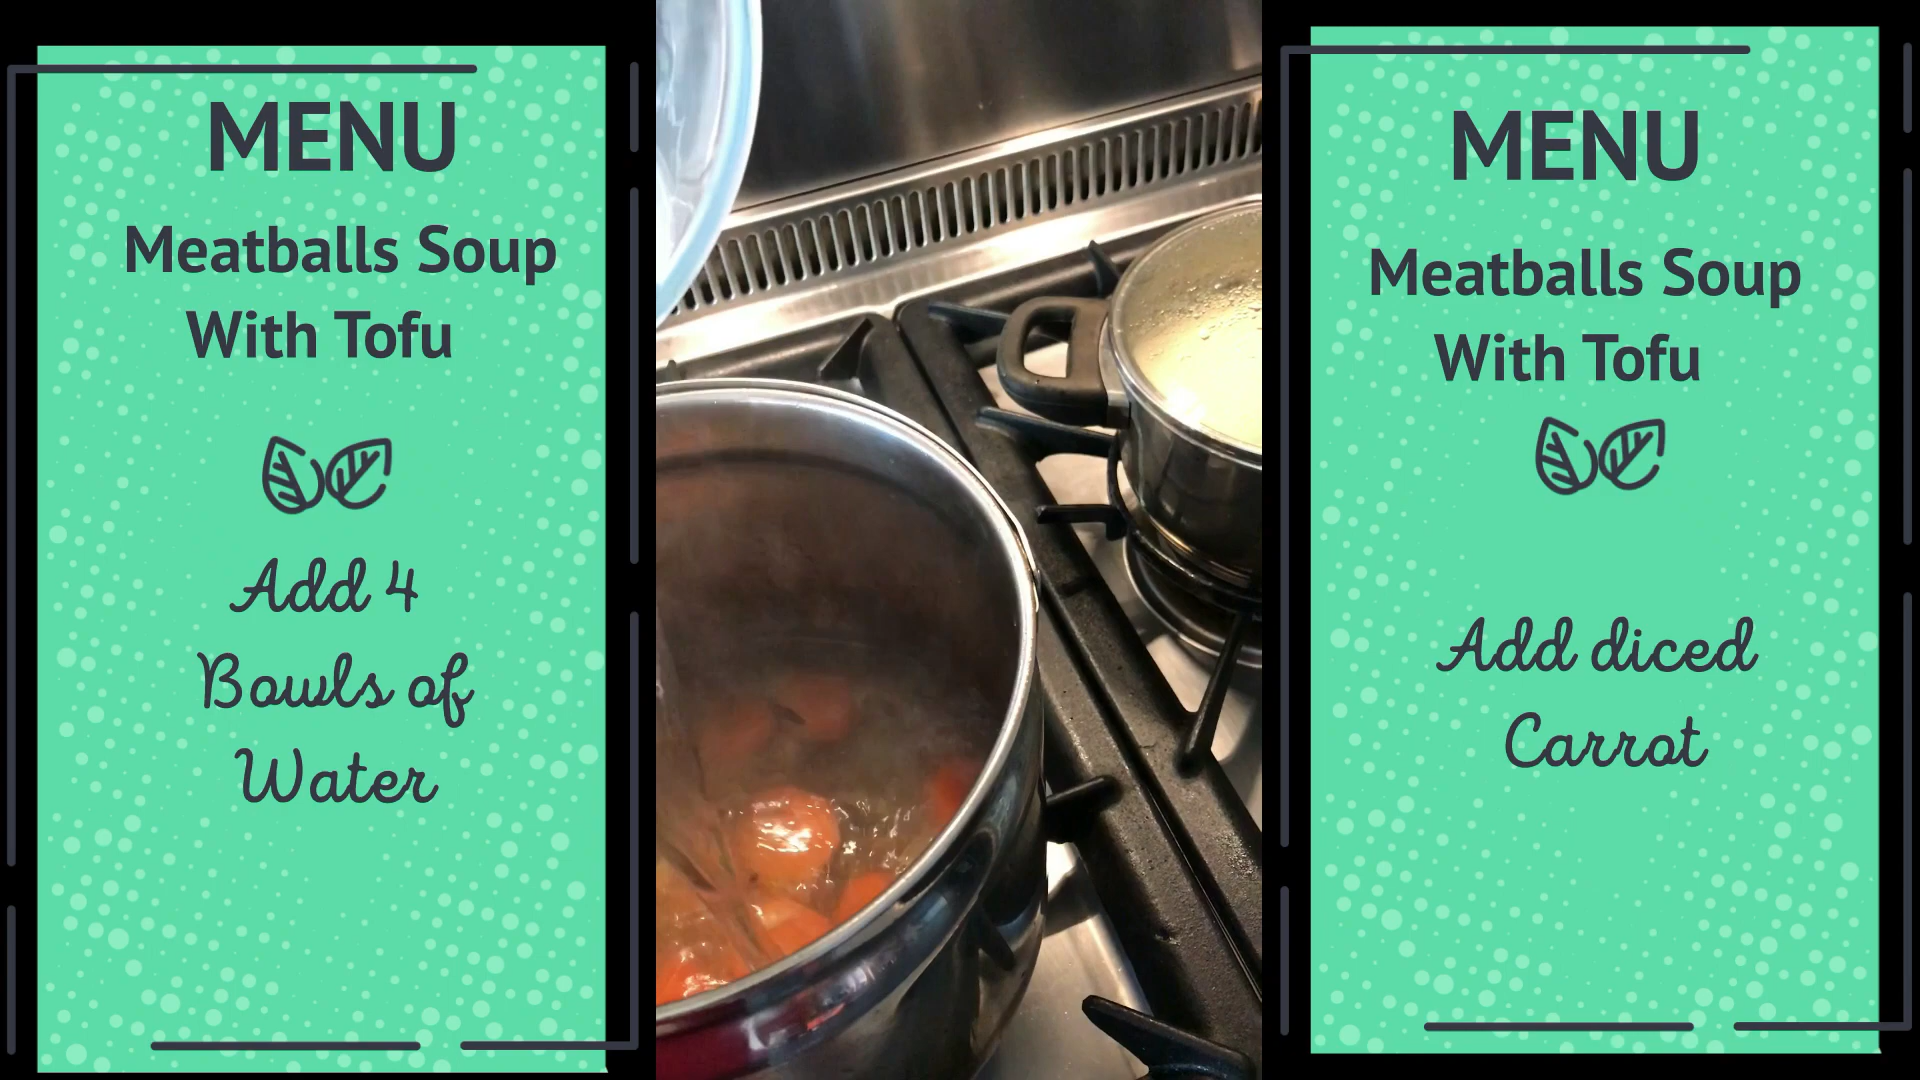 MENU
Meatballs Soup
With Tofu
Add 4
Bowls of
Water
MENU
Meatballs Soup
With Tofu
Add diced
Carrot